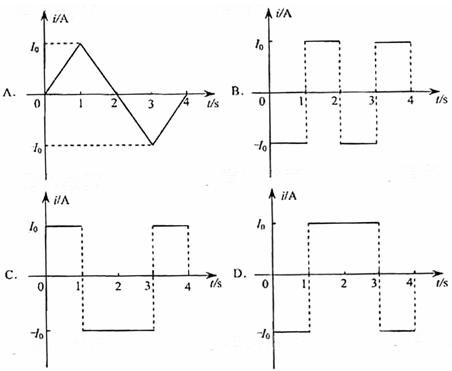 A.
i/A
I₀
0
1
2
3
4
t/s
-I₀
B.
i/A
I₀
0
1
2
3
4
t/s
-I₀
C.
i/A
I₀
0
1
2
3
4
t/s
-I₀
D.
i/A
I₀
0
1
2
3
4
t/s
-I₀